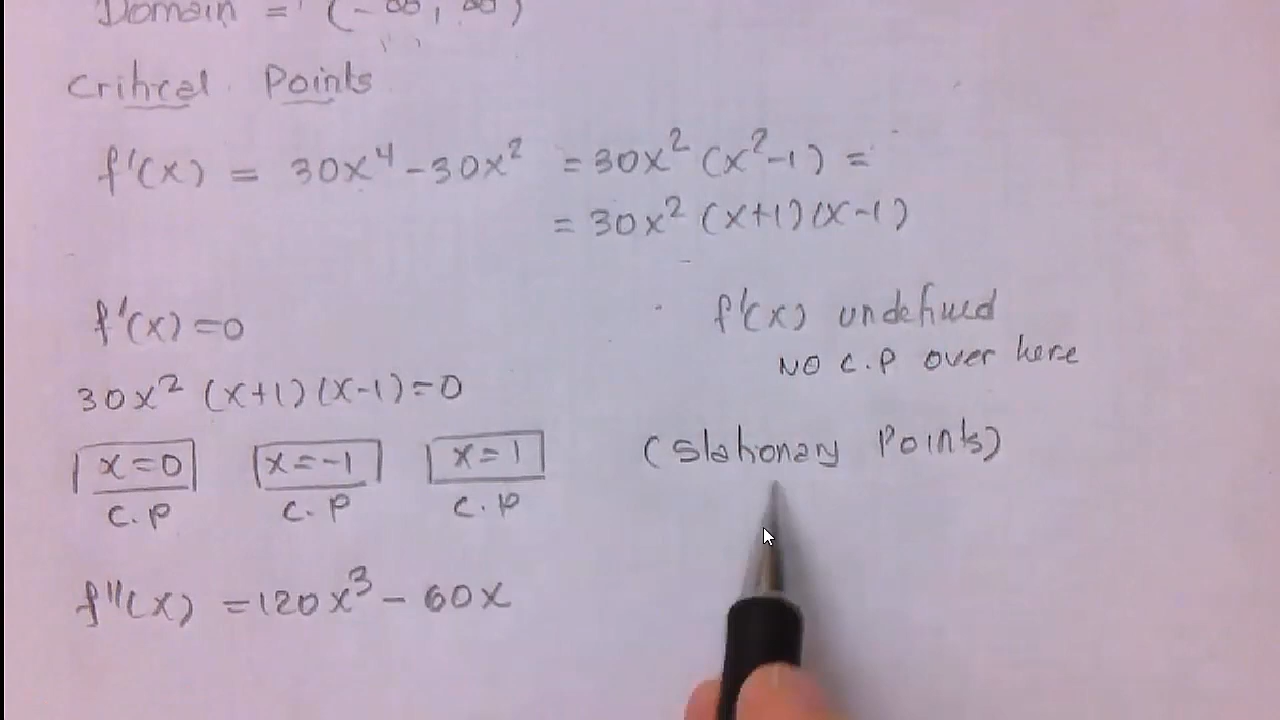 Domain = (-∞, ∞)
Critical Points
f'(x) = 30x⁴ - 30x² = 30x² (x²-1) =
= 30x² (x+1)(x-1)
f'(x) = 0
f'(x) undefined
NO C.P over here
30x² (x+1)(x-1) = 0
x=0 x=-1 x=1
(Stationary Points)
C.P C.P C.P
f''(x) = 120x³ - 60x